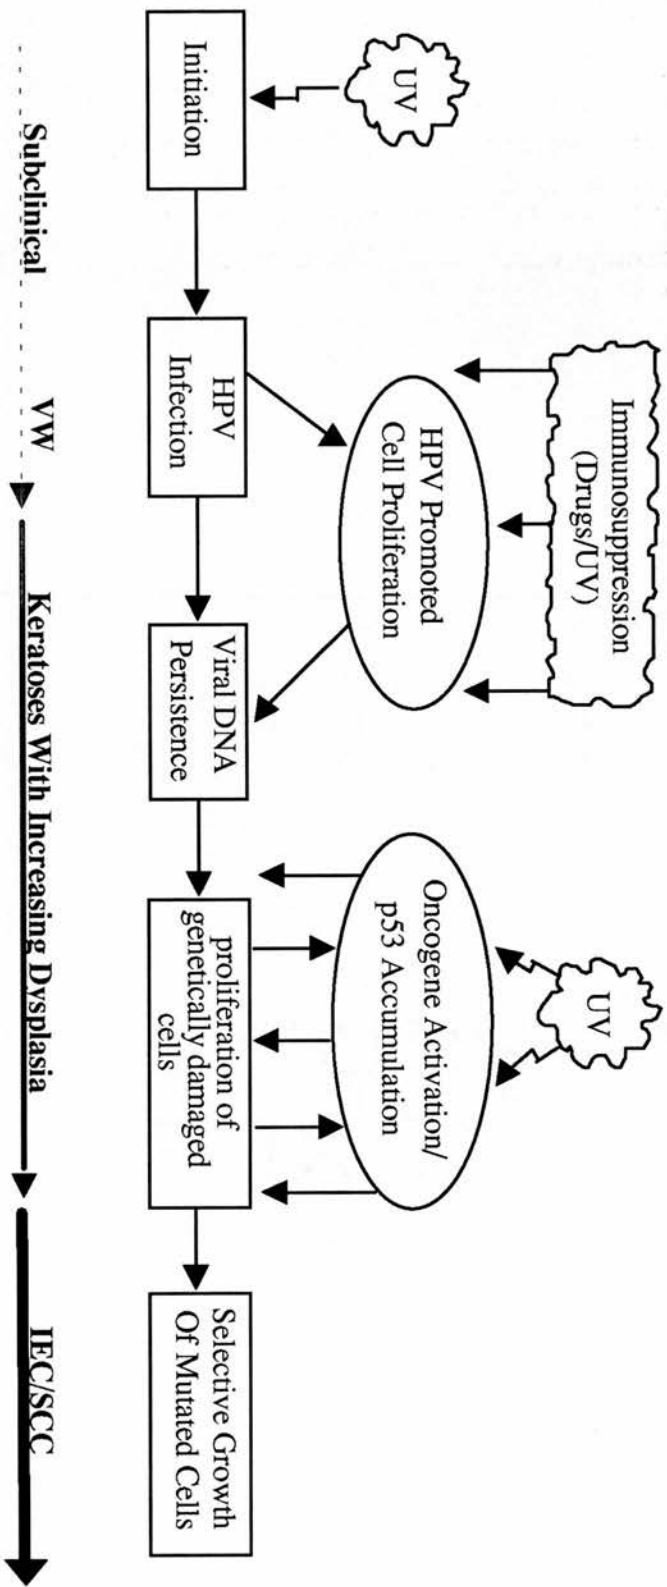 UV
Immunosuppression
(Drugs/UV)
UV
HPV Promoted
Cell Proliferation
Oncogene Activation/
p53 Accumulation
Initiation
HPV
Infection
Viral DNA
Persistence
proliferation of
genetically damaged
cells
Selective Growth
Of Mutated Cells
Subclinical
VW
Keratoses With Increasing Dysplasia
IEC/SCC